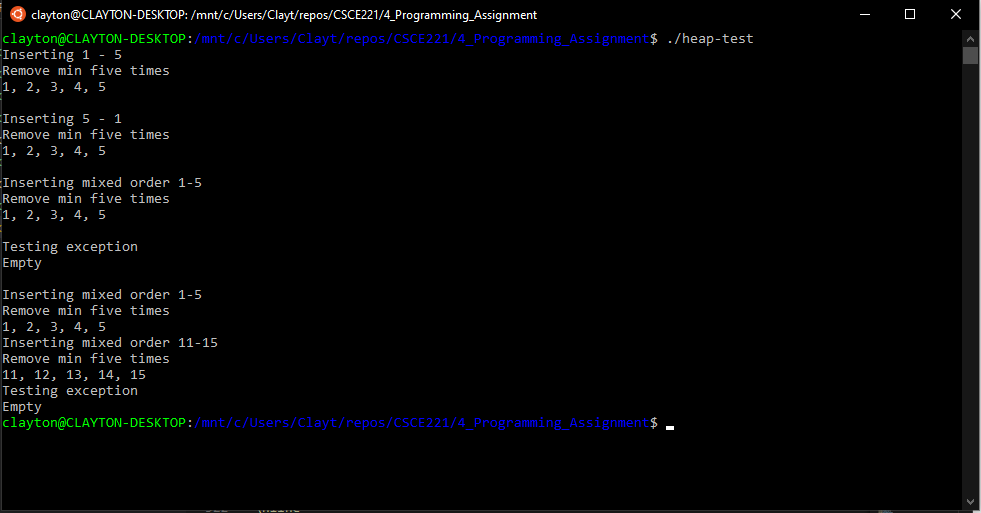 clayton@CLAYTON-DESKTOP: /mnt/c/Users/Clayt/repos/CSCE221/4_Programming_Assignment
clayton@CLAYTON-DESKTOP:/mnt/c/Users/Clayt/repos/CSCE221/4_Programming_Assignment$ ./heap-test
Inserting 1 - 5
Remove min five times
1, 2, 3, 4, 5

Inserting 5 - 1
Remove min five times
1, 2, 3, 4, 5

Inserting mixed order 1-5
Remove min five times
1, 2, 3, 4, 5

Testing exception
Empty

Inserting mixed order 1-5
Remove min five times
1, 2, 3, 4, 5
Inserting mixed order 11-15
Remove min five times
11, 12, 13, 14, 15
Testing exception
Empty
clayton@CLAYTON-DESKTOP:/mnt/c/Users/Clayt/repos/CSCE221/4_Programming_Assignment$